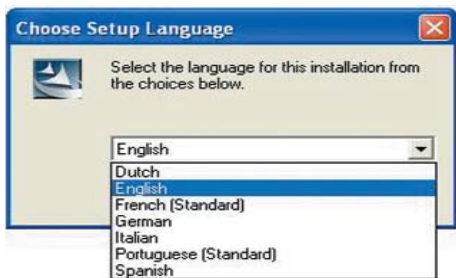 Choose Setup Language
Select the language for this installation from
the choices below.
English
Dutch
English
French (Standard)
German
Italian
Portuguese (Standard)
Spanish